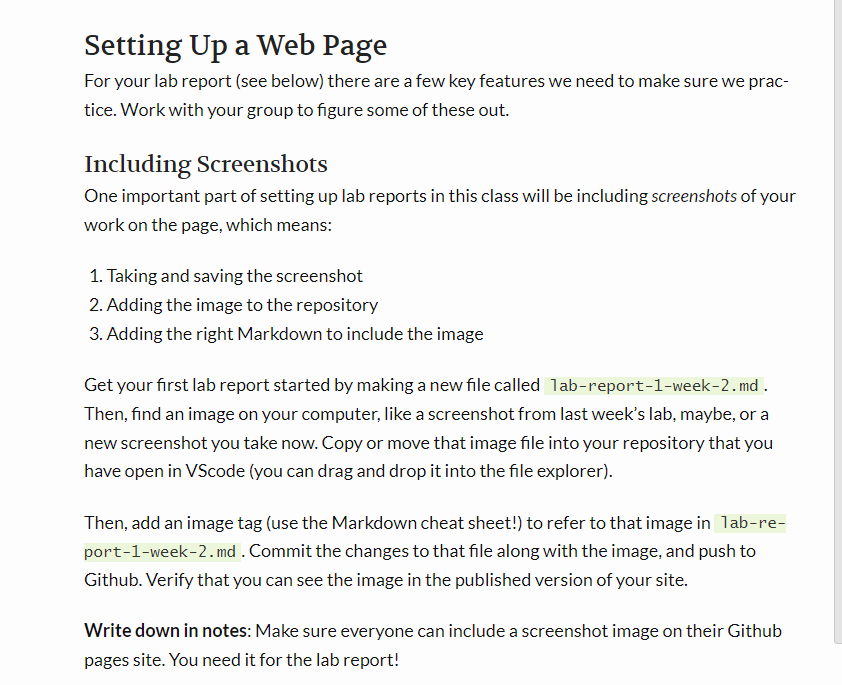 Setting Up a Web Page
For your lab report (see below) there are a few key features we need to make sure we prac-
tice. Work with your group to figure some of these out.
Including Screenshots
One important part of setting up lab reports in this class will be including screenshots of your
work on the page, which means:
1. Taking and saving the screenshot
2. Adding the image to the repository
3. Adding the right Markdown to include the image
Get your first lab report started by making a new file called lab-report-1-week-2.md.
Then, find an image on your computer, like a screenshot from last week's lab, maybe, or a
new screenshot you take now. Copy or move that image file into your repository that you
have open in VScode (you can drag and drop it into the file explorer).
Then, add an image tag (use the Markdown cheat sheet!) to refer to that image in lab-re-
port-1-week-2.md. Commit the changes to that file along with the image, and push to
Github. Verify that you can see the image in the published version of your site.
Write down in notes: Make sure everyone can include a screenshot image on their Github
pages site. You need it for the lab report!